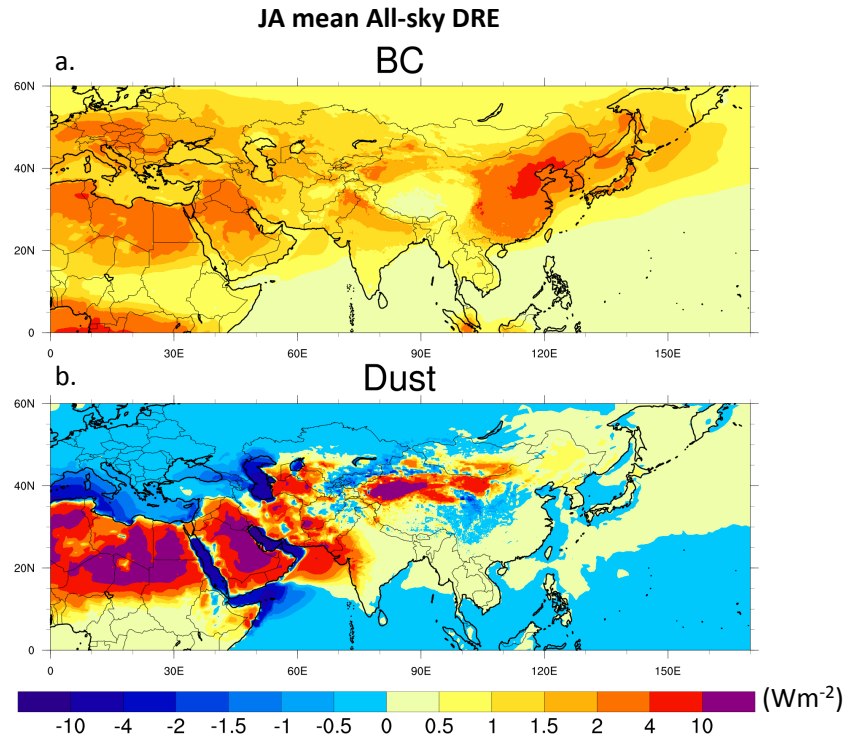 JA mean All-sky DRE
a.
BC
60N
40N
20N
0
0 30E 60E 90E 120E 150E
b.
Dust
60N
40N
20N
0
0 30E 60E 90E 120E 150E
-10 -4 -2 -1.5 -1 -0.5 0 0.5 1 1.5 2 4 10 (Wm⁻²)